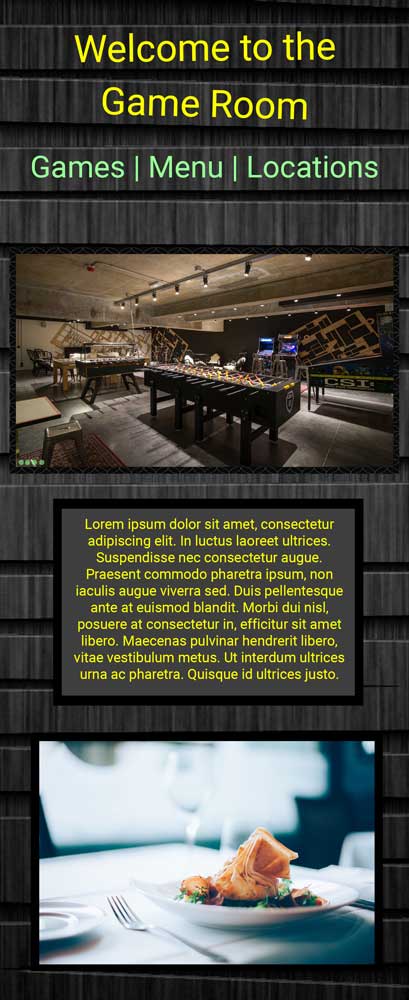 Welcome to the
Game Room
Games | Menu | Locations
CSI:
Lorem ipsum dolor sit amet, consectetur
adipiscing elit. In luctus laoreet ultrices.
Suspendisse nec consectetur augue.
Praesent commodo pharetra ipsum, non
iaculis augue viverra sed. Duis pellentesque
ante at euismod blandit. Morbi dui nisl,
posuere at consectetur in, efficitur sit amet
libero. Maecenas pulvinar hendrerit libero,
vitae vestibulum metus. Ut interdum ultrices
urna ac pharetra. Quisque id ultrices justo.